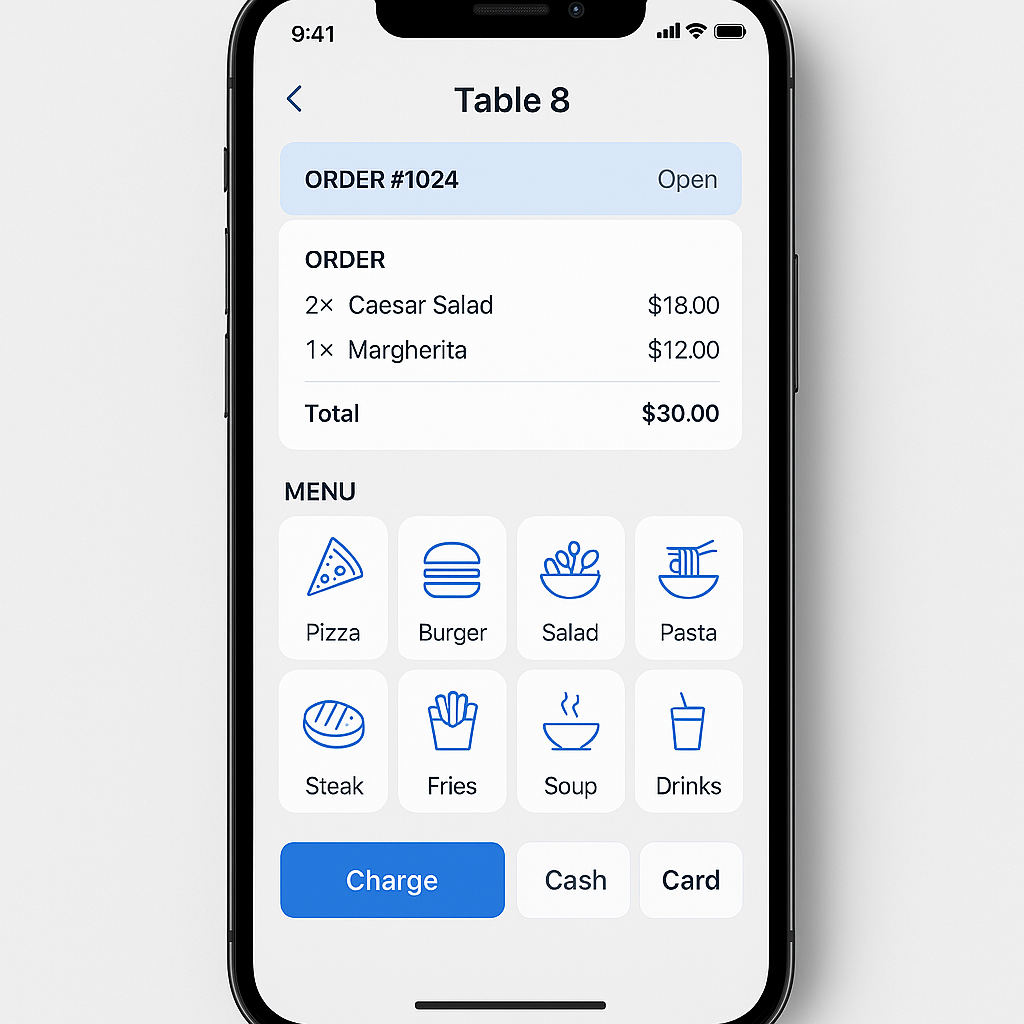 9:41
Table 8
ORDER #1024 Open
ORDER
2× Caesar Salad $18.00
1× Margherita $12.00
Total $30.00
MENU
Pizza Burger Salad Pasta
Steak Fries Soup Drinks
Charge Cash Card